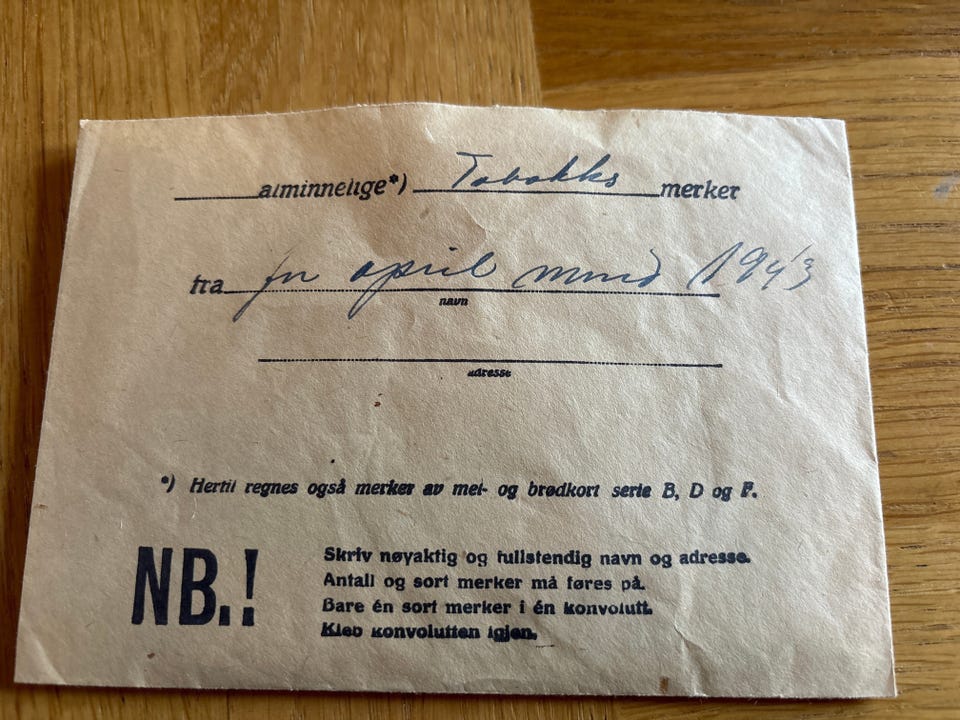 alminnelige*) Tobakks merker
fra for april mnd 1943
navn
adresse
*) Hertil regnes også merker av mel- og brødkort serie B, D og F.
NB.!
Skriv nøyaktig og fullstendig navn og adresse.
Antall og sort merker må føres på.
Bare én sort merker i én konvolutt.
Kleb konvolutten igjen.